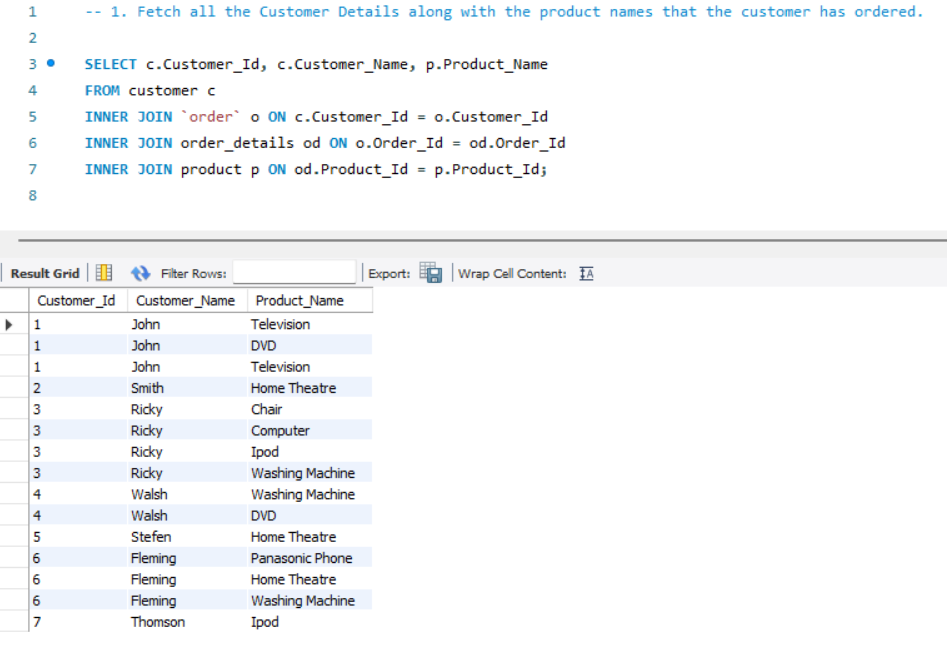 1 -- 1. Fetch all the Customer Details along with the product names that the customer has ordered.
2
3 SELECT c.Customer_Id, c.Customer_Name, p.Product_Name
4 FROM customer c
5 INNER JOIN `order` o ON c.Customer_Id = o.Customer_Id
6 INNER JOIN order_details od ON o.Order_Id = od.Order_Id
7 INNER JOIN product p ON od.Product_Id = p.Product_Id;
8
Result Grid Filter Rows: Export: Wrap Cell Content: IA
Customer_Id Customer_Name Product_Name
1 John Television
1 John DVD
1 John Television
2 Smith Home Theatre
3 Ricky Chair
3 Ricky Computer
3 Ricky Ipod
3 Ricky Washing Machine
4 Walsh Washing Machine
4 Walsh DVD
5 Stefen Home Theatre
6 Fleming Panasonic Phone
6 Fleming Home Theatre
6 Fleming Washing Machine
7 Thomson Ipod